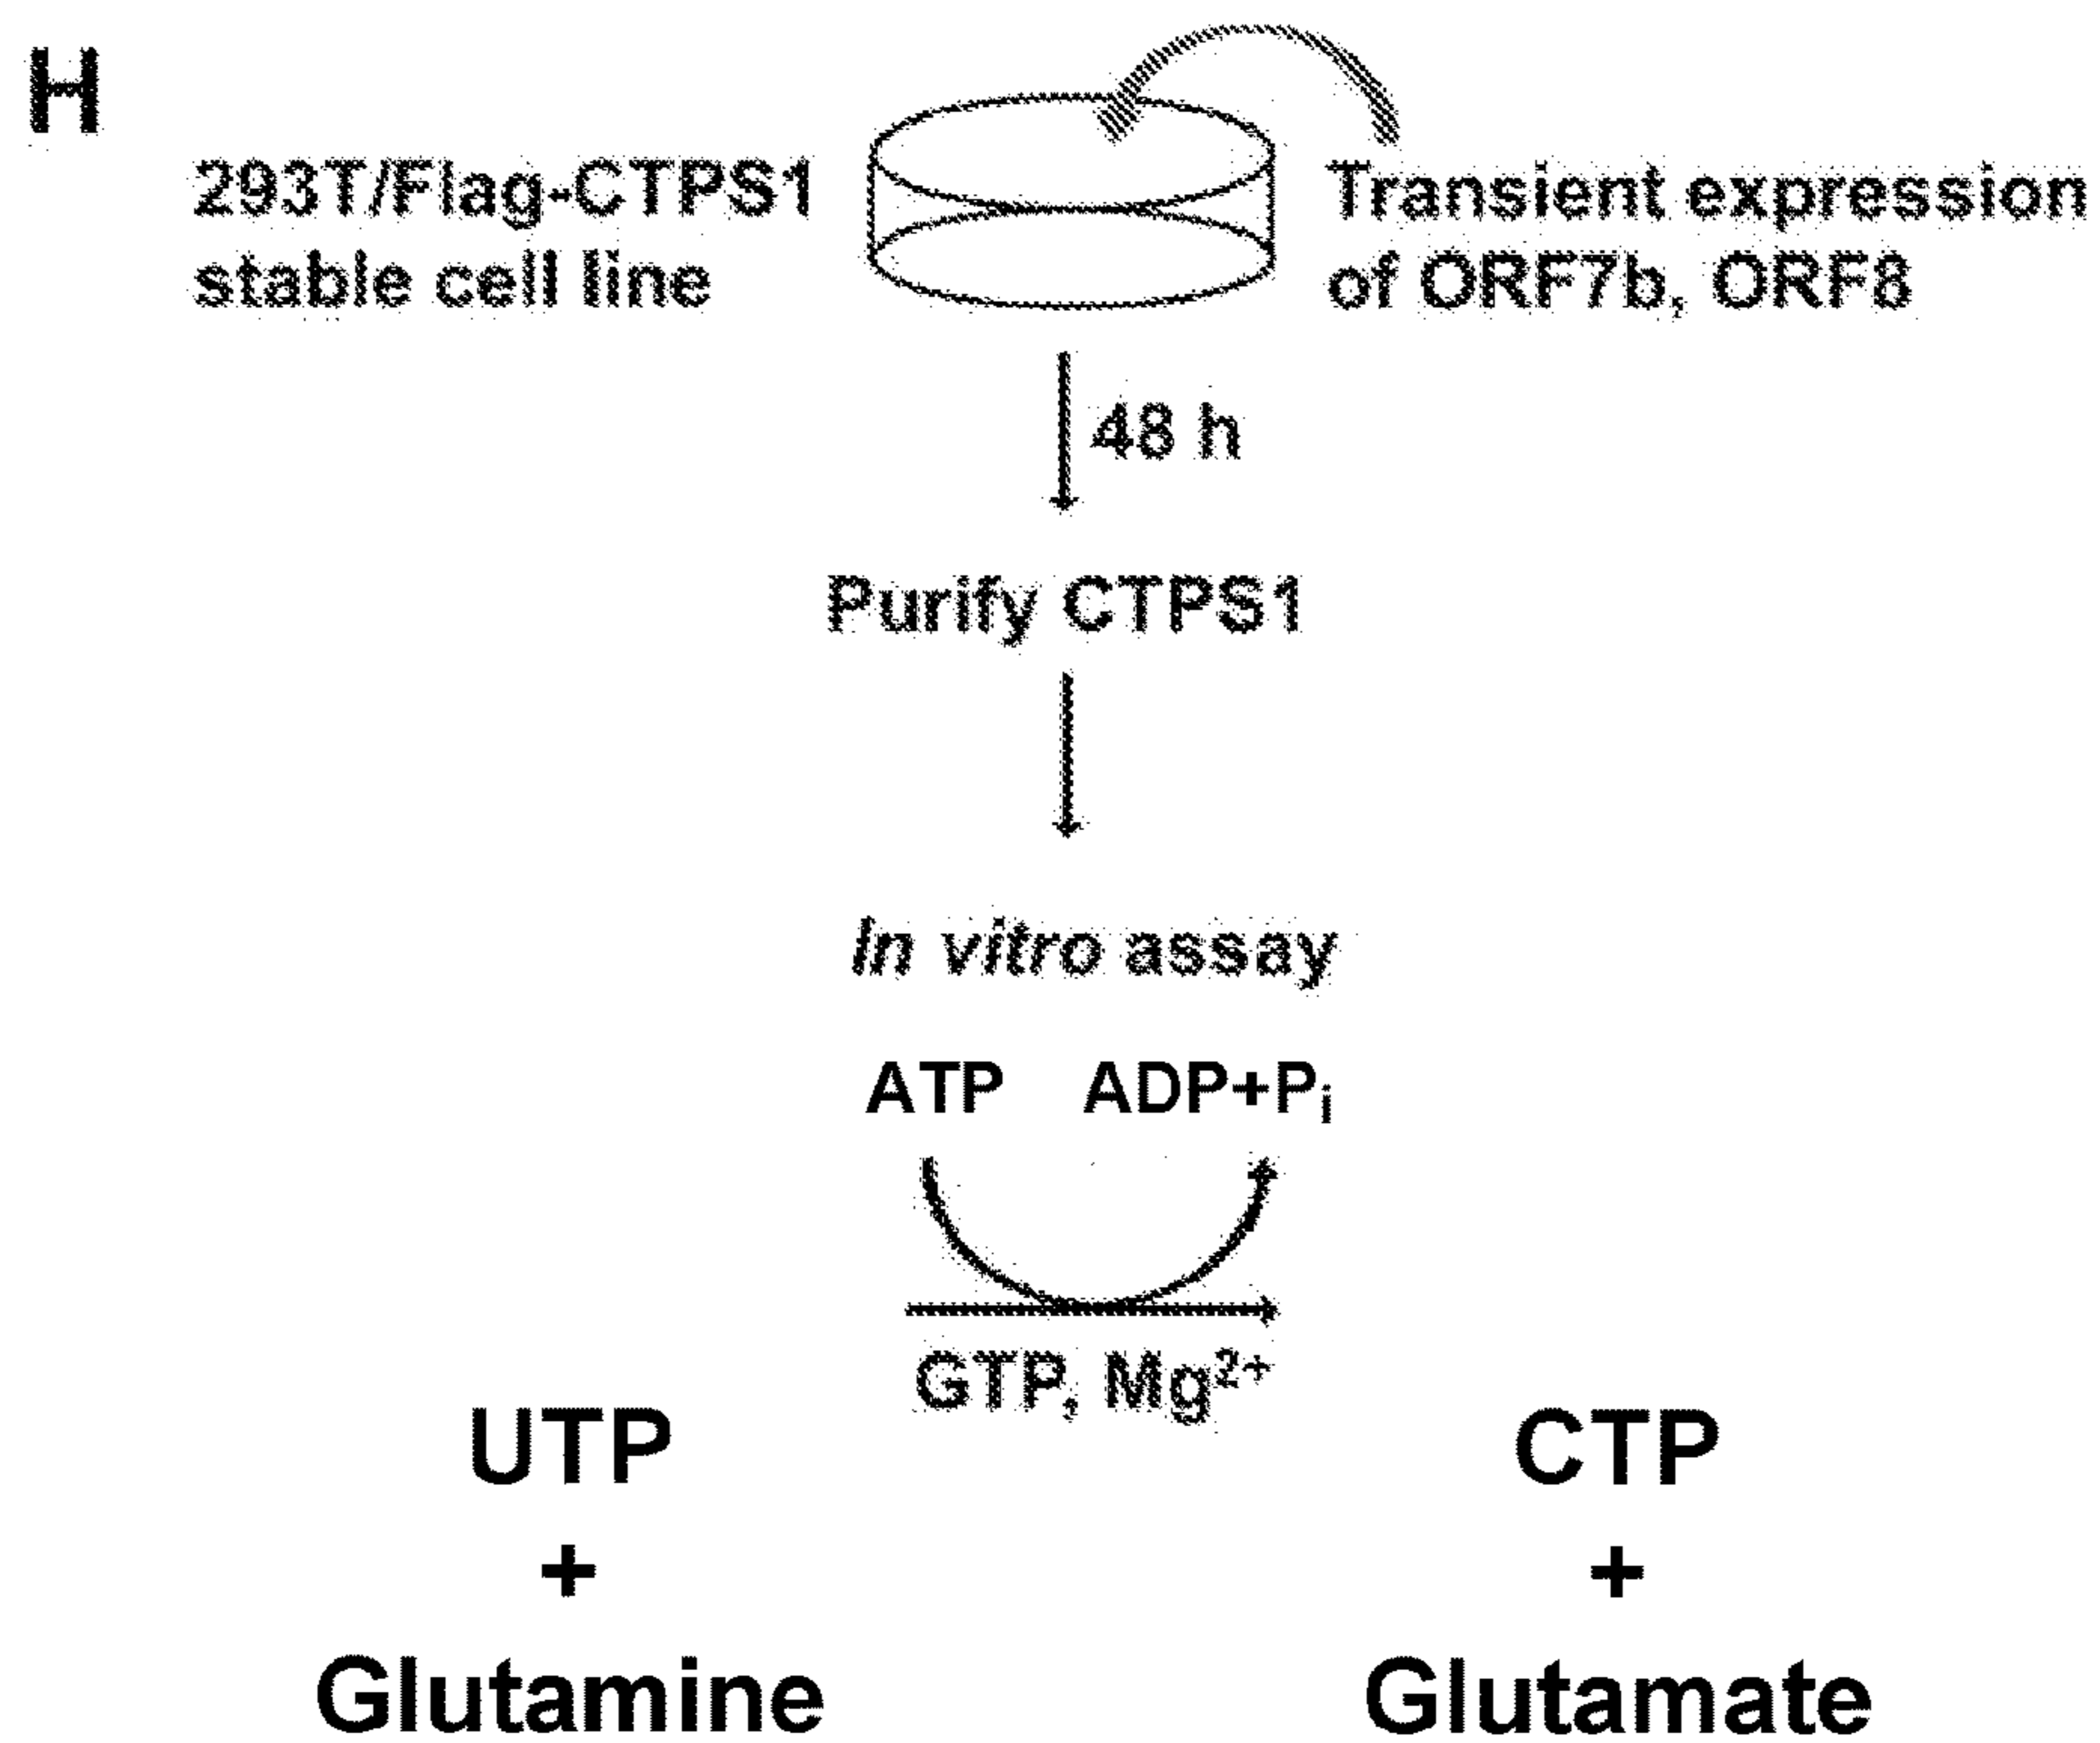 H
293T/Flag-CTPS1
stable cell line
Transient expression
of ORF7b, ORF8
48 h
Purify CTPS1
In vitro assay
ATP ADP+Pi
GTP, Mg²⁺
UTP
+
Glutamine
CTP
+
Glutamate